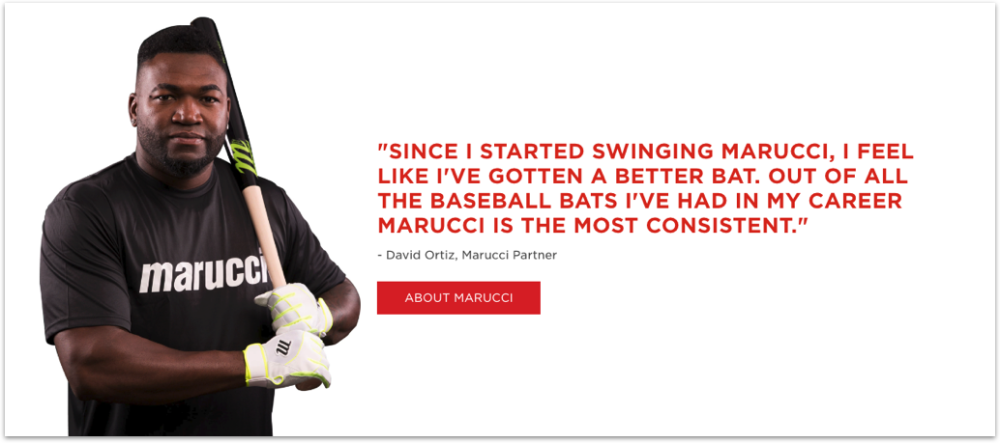 marucci
"SINCE I STARTED SWINGING MARUCCI, I FEEL
LIKE I'VE GOTTEN A BETTER BAT. OUT OF ALL
THE BASEBALL BATS I'VE HAD IN MY CAREER
MARUCCI IS THE MOST CONSISTENT."
- David Ortiz, Marucci Partner
ABOUT MARUCCI